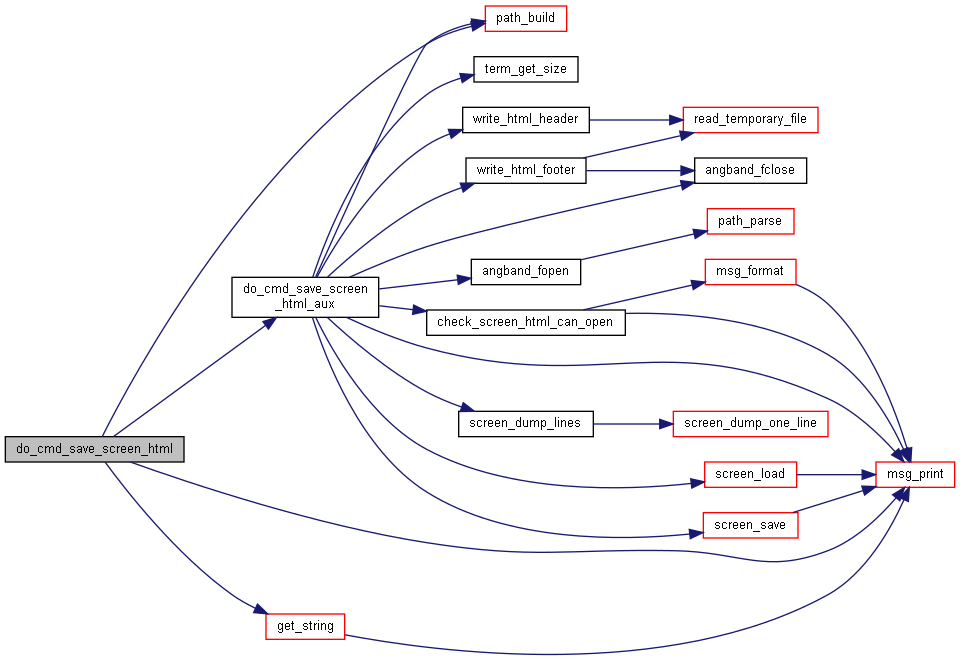 path_build
term_get_size
write_html_header
read_temporary_file
write_html_footer
angband_fclose
path_parse
angband_fopen
msg_format
do_cmd_save_screen
_html_aux
check_screen_html_can_open
screen_dump_lines
screen_dump_one_line
do_cmd_save_screen_html
screen_load
msg_print
screen_save
get_string